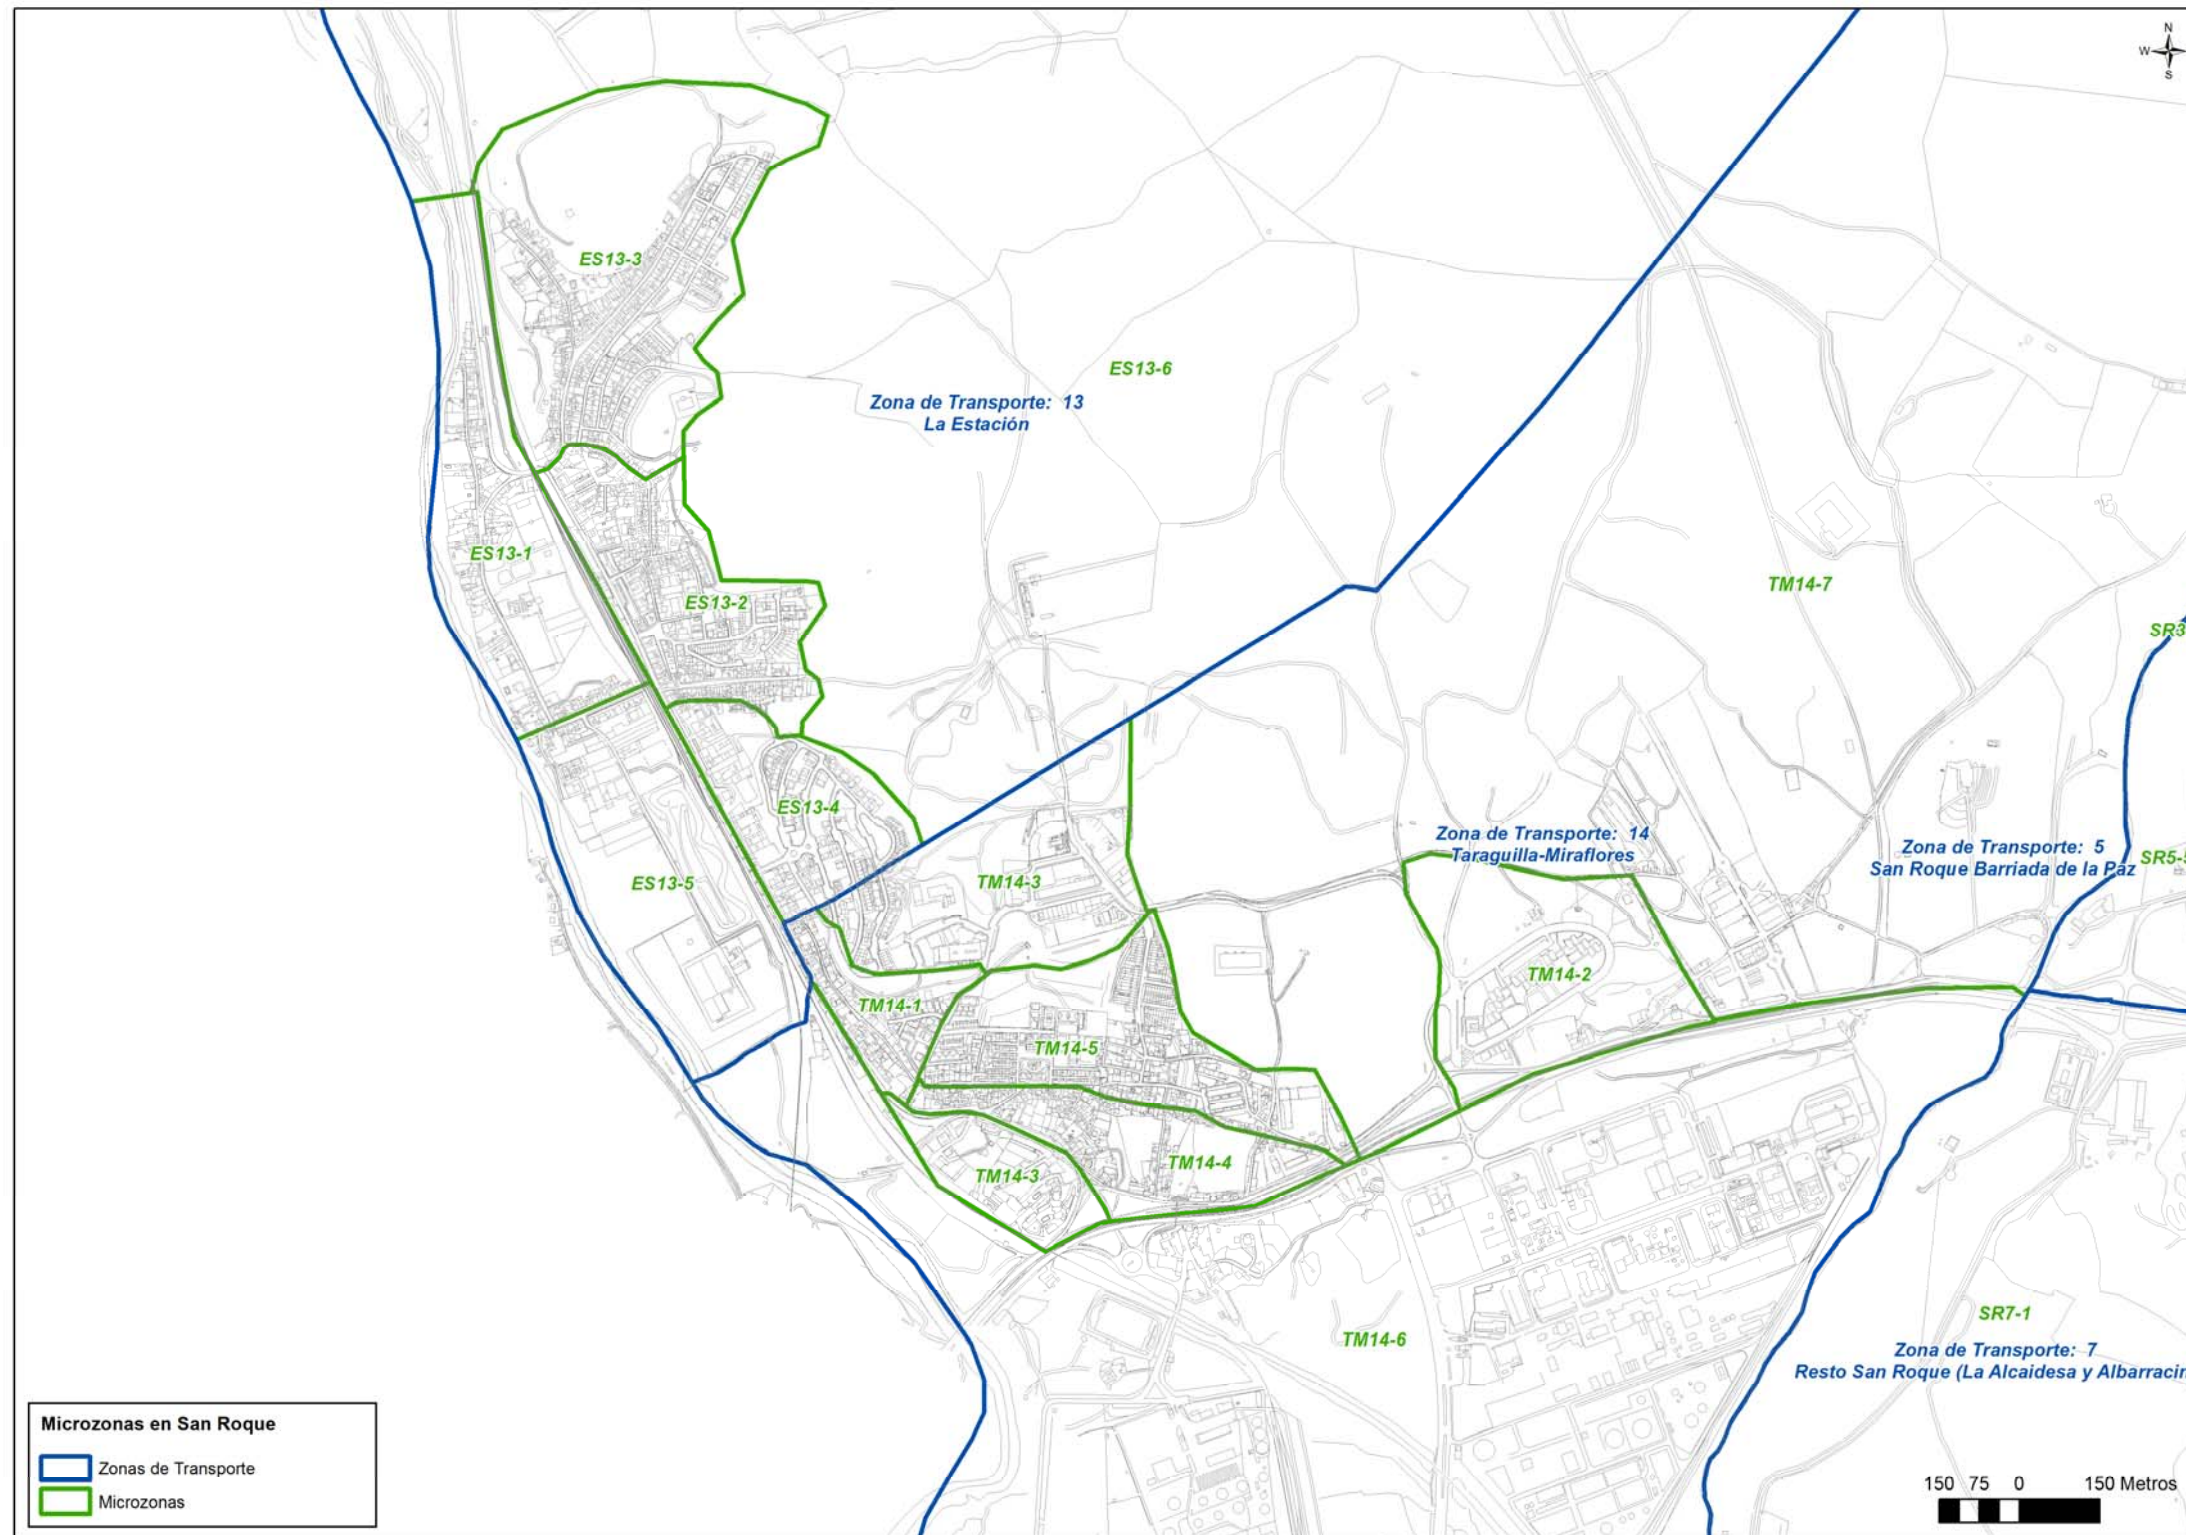 N
W
S
ES13-3
ES13-6
Zona de Transporte: 13
La Estación
ES13-1
ES13-2
TM14-7
SR3
ES13-4
Zona de Transporte: 14
Taraguilla-Miraflores
Zona de Transporte: 5
San Roque Barriada de la Paz
SR5-5
ES13-5
TM14-3
TM14-2
TM14-1
TM14-5
TM14-4
TM14-3
TM14-6
SR7-1
Zona de Transporte: 7
Resto San Roque (La Alcaidesa y Albarracin
Microzonas en San Roque
Zonas de Transporte
Microzonas
150 75 0 150 Metros